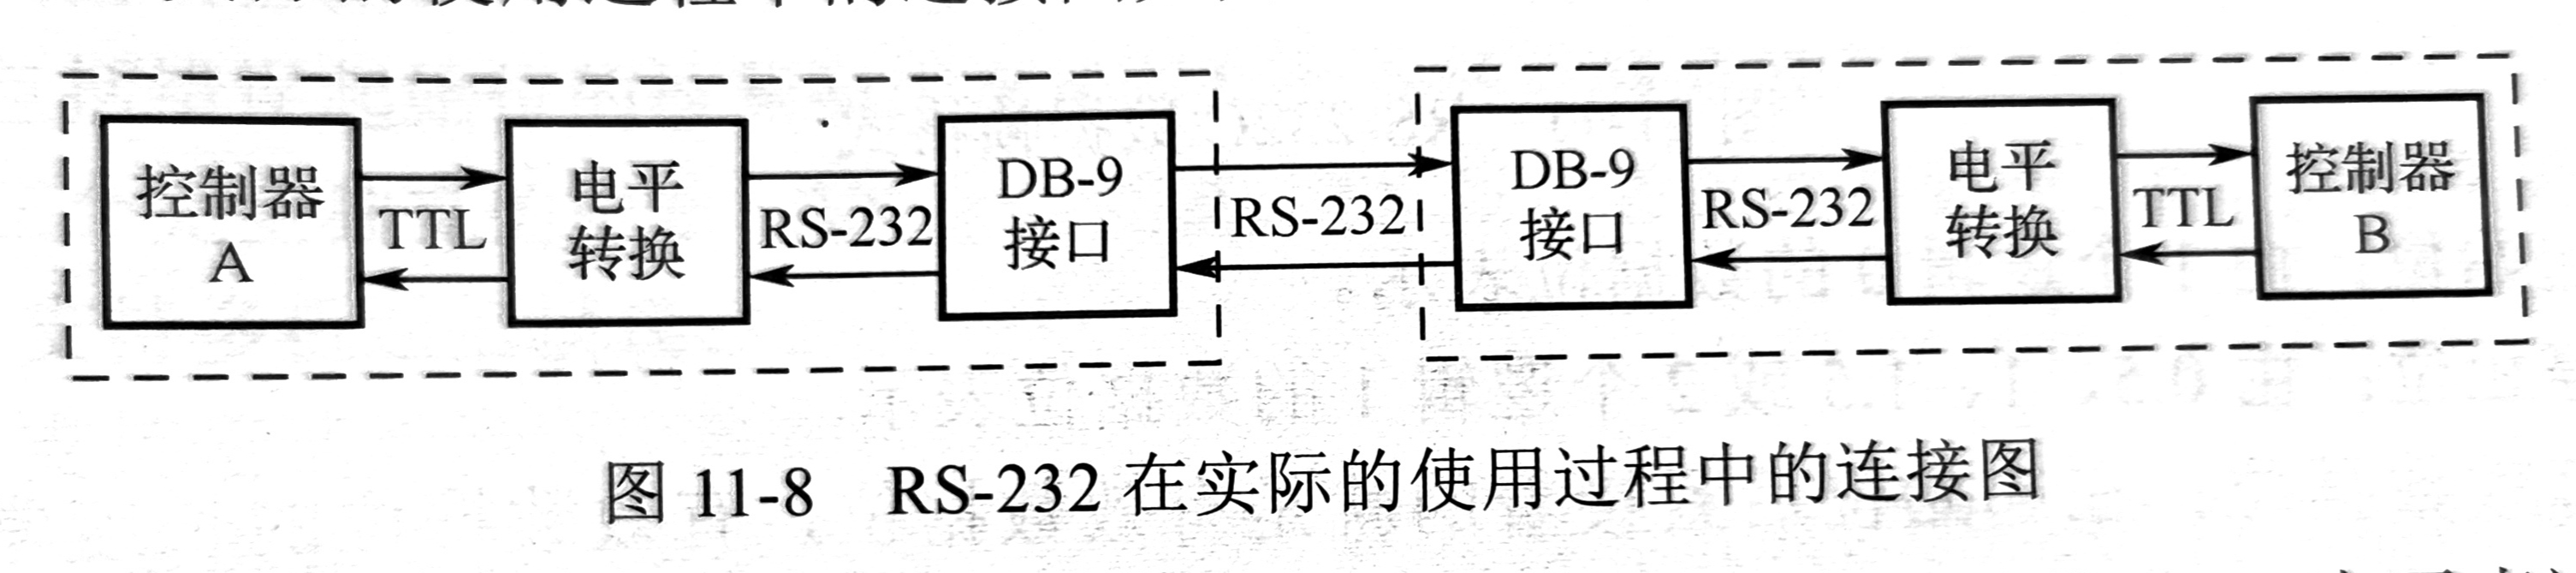 控制器 A
TTL
电平 转换
RS-232
DB-9 接口
RS-232
DB-9 接口
RS-232
电平 转换
TTL
控制器 B
图 11-8 RS-232 在实际的使用过程中的连接图